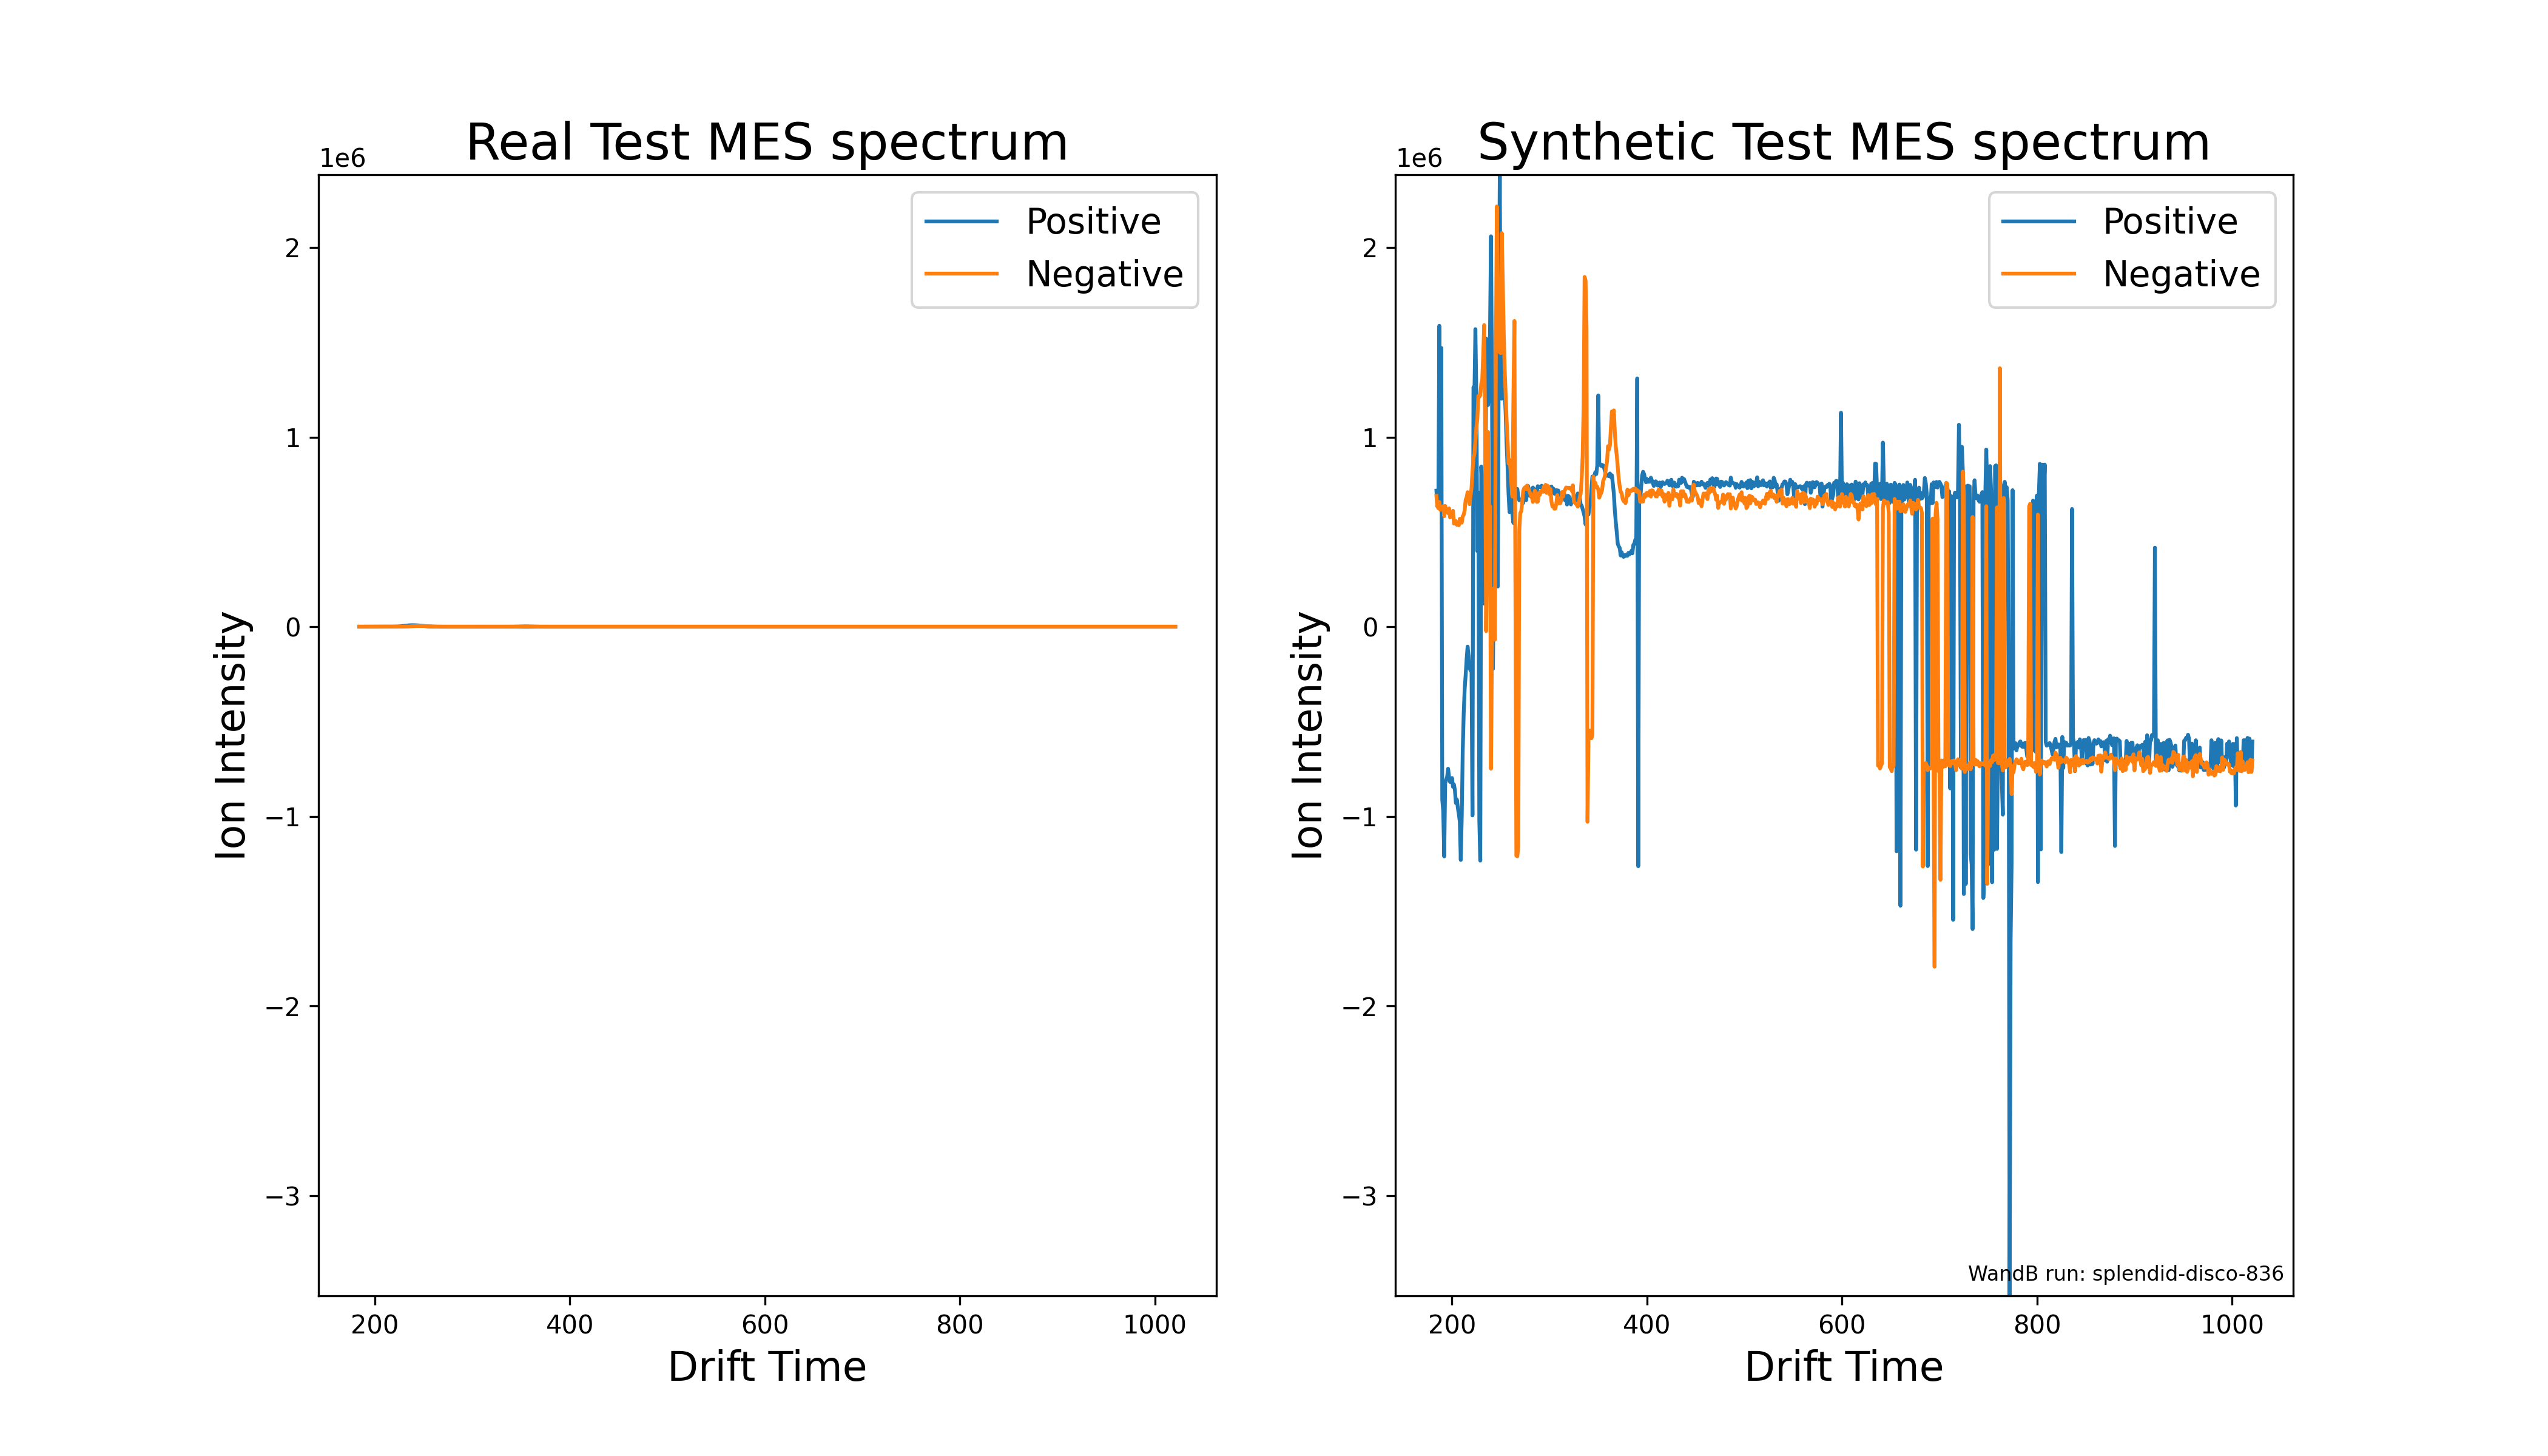 Real Test MES spectrum
1e6
Positive
Negative
2
1
0
−1
−2
−3
Ion Intensity
200 400 600 800 1000
Drift Time
Synthetic Test MES spectrum
1e6
Positive
Negative
2
1
0
−1
−2
−3
Ion Intensity
WandB run: splendid-disco-836
200 400 600 800 1000
Drift Time